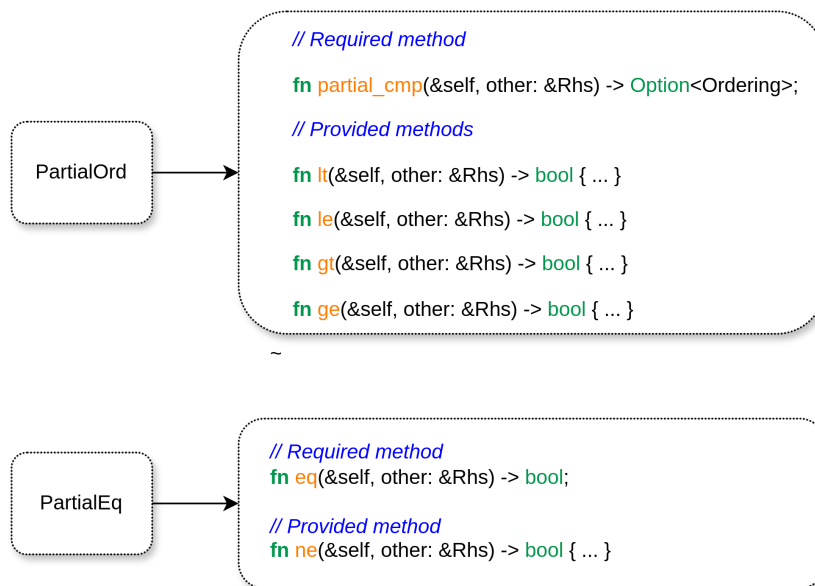 // Required method
fn partial_cmp(&self, other: &Rhs) -> Option<Ordering>;
// Provided methods
PartialOrd
fn lt(&self, other: &Rhs) -> bool { ... }
fn le(&self, other: &Rhs) -> bool { ... }
fn gt(&self, other: &Rhs) -> bool { ... }
fn ge(&self, other: &Rhs) -> bool { ... }
~
// Required method
fn eq(&self, other: &Rhs) -> bool;
PartialEq
// Provided method
fn ne(&self, other: &Rhs) -> bool { ... }